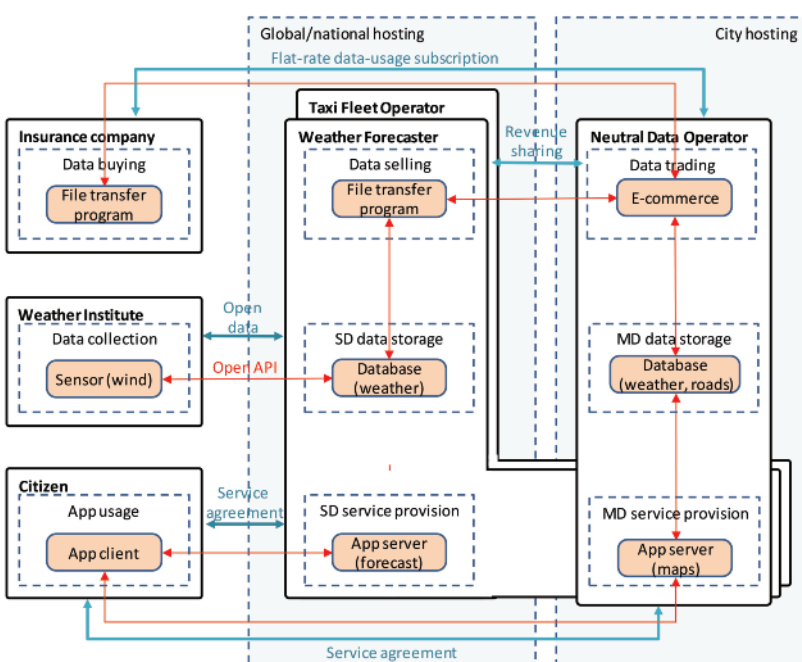 Global/national hosting
City hosting
Flat-rate data-usage subscription
Taxi Fleet Operator
Insurance company
Data buying
File transfer
program
Weather Forecaster
Data selling
File transfer
program
Revenue
sharing
Neutral Data Operator
Data trading
E-commerce
Weather Institute
Data collection
Sensor (wind)
Open
data
Open API
SD data storage
Database
(weather)
MD data storage
Database
(weather, roads)
Citizen
App usage
App client
Service
agreement
SD service provision
App server
(forecast)
MD service provision
App server
(maps)
Service agreement